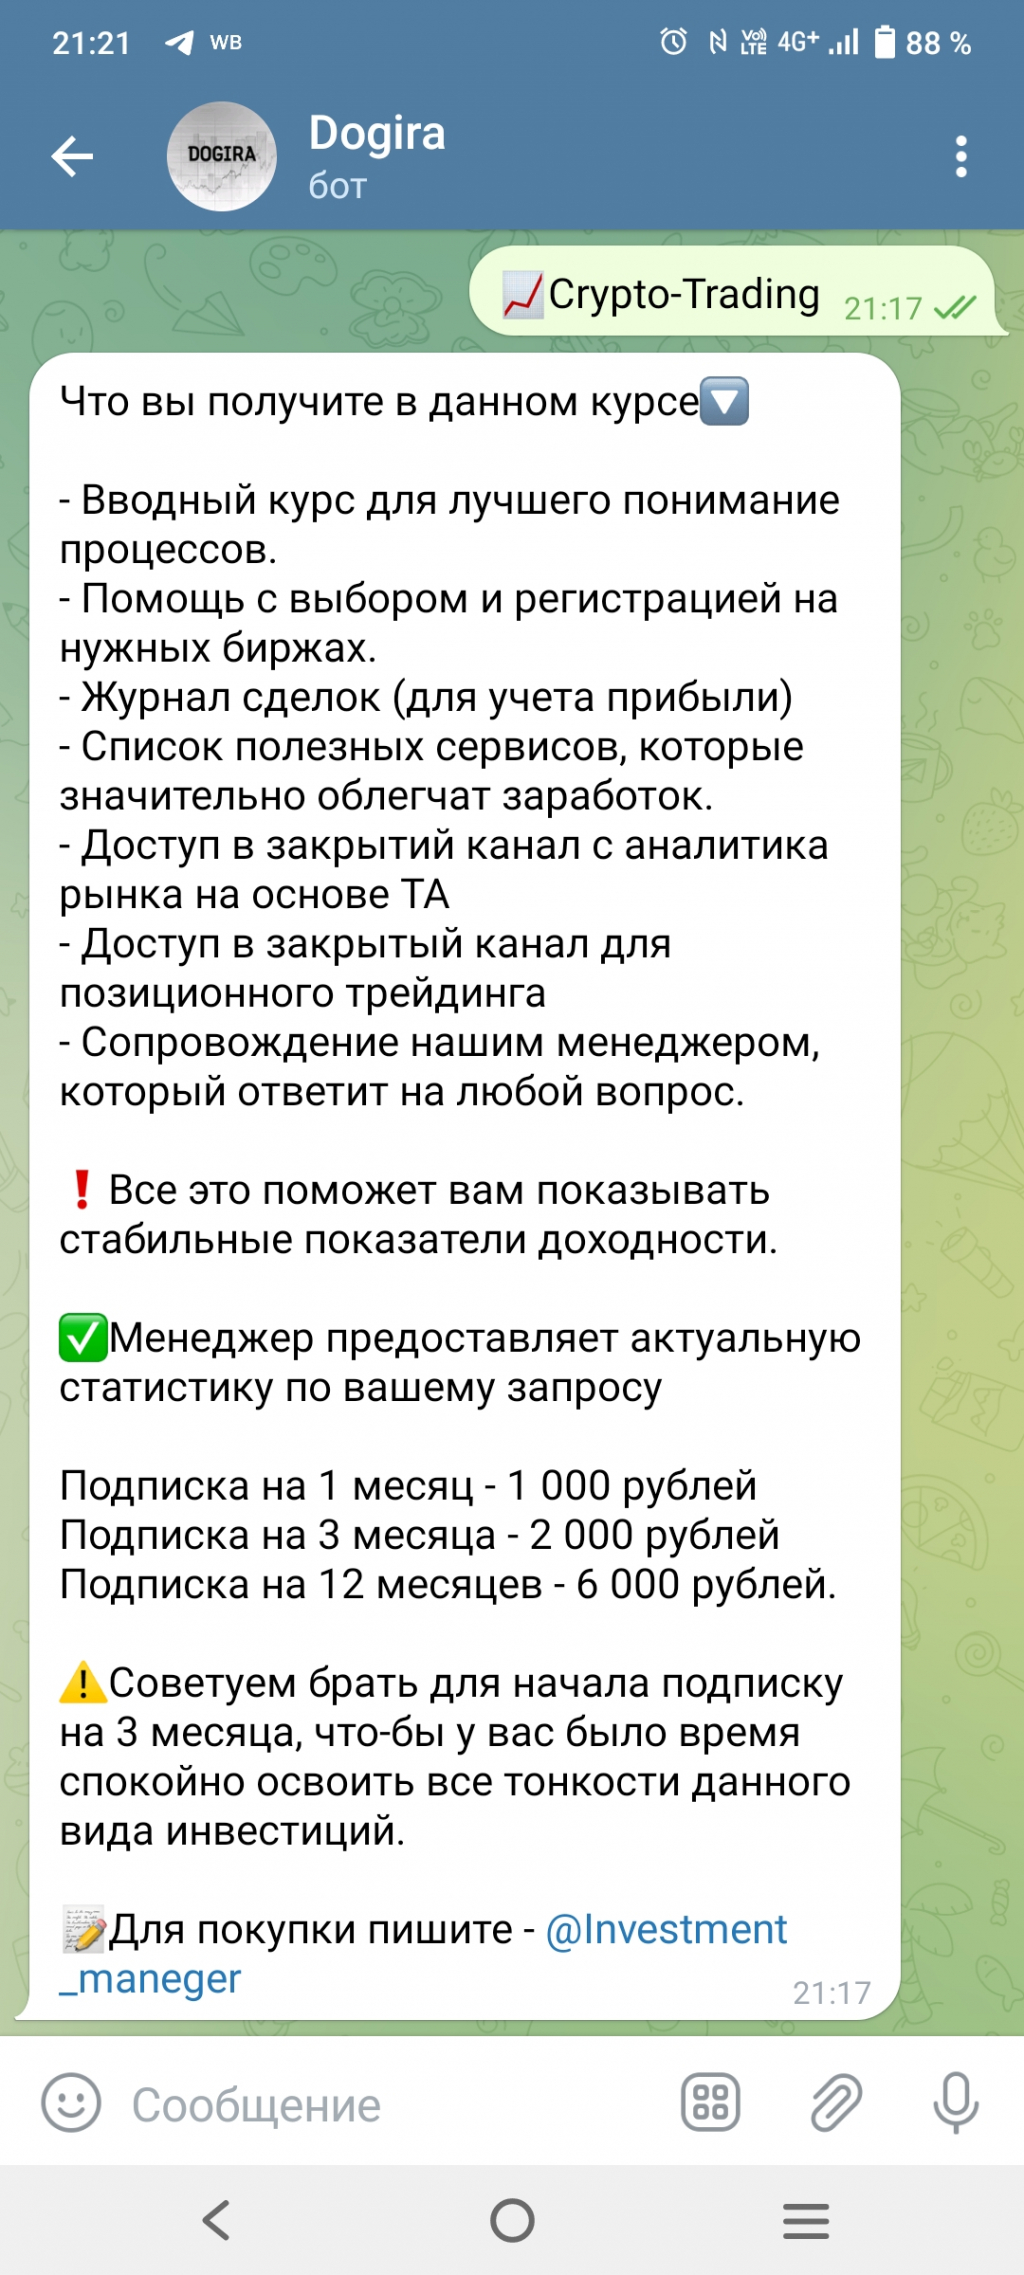 21:21 WB VoLTE 4G+ 88 %
DOGIRA
Dogira
бот
Crypto-Trading 21:17
Что вы получите в данном курсе
- Вводный курс для лучшего понимание
процессов.
- Помощь с выбором и регистрацией на
нужных биржах.
- Журнал сделок (для учета прибыли)
- Список полезных сервисов, которые
значительно облегчат заработок.
- Доступ в закрытий канал с аналитика
рынка на основе ТА
- Доступ в закрытый канал для
позиционного трейдинга
- Сопровождение нашим менеджером,
который ответит на любой вопрос.
❗ Все это поможет вам показывать
стабильные показатели доходности.
✅Менеджер предоставляет актуальную
статистику по вашему запросу
Подписка на 1 месяц - 1 000 рублей
Подписка на 3 месяца - 2 000 рублей
Подписка на 12 месяцев - 6 000 рублей.
⚠️Советуем брать для начала подписку
на 3 месяца, что-бы у вас было время
спокойно освоить все тонкости данного
вида инвестиций.
📝Для покупки пишите - @Investment
_maneger
21:17
Сообщение